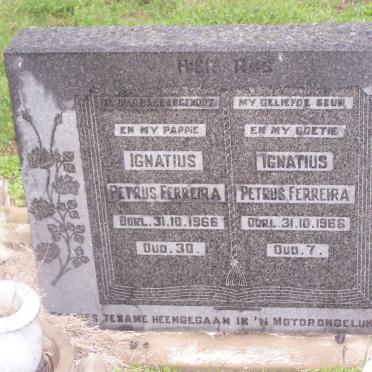 HIER RUS
MY GELIEFDE SEUN
EN MY PAPPIE
EN MY BOETIE
IGNATIUS
IGNATIUS
PETRUS FERREIRA
PETRUS FERREIRA
OORL. 31.10.1966
OORL. 31.10.1966
OUD. 30.
OUD. 7.
TESAME HEENGEGAAN IN 'N MOTORONGELUK